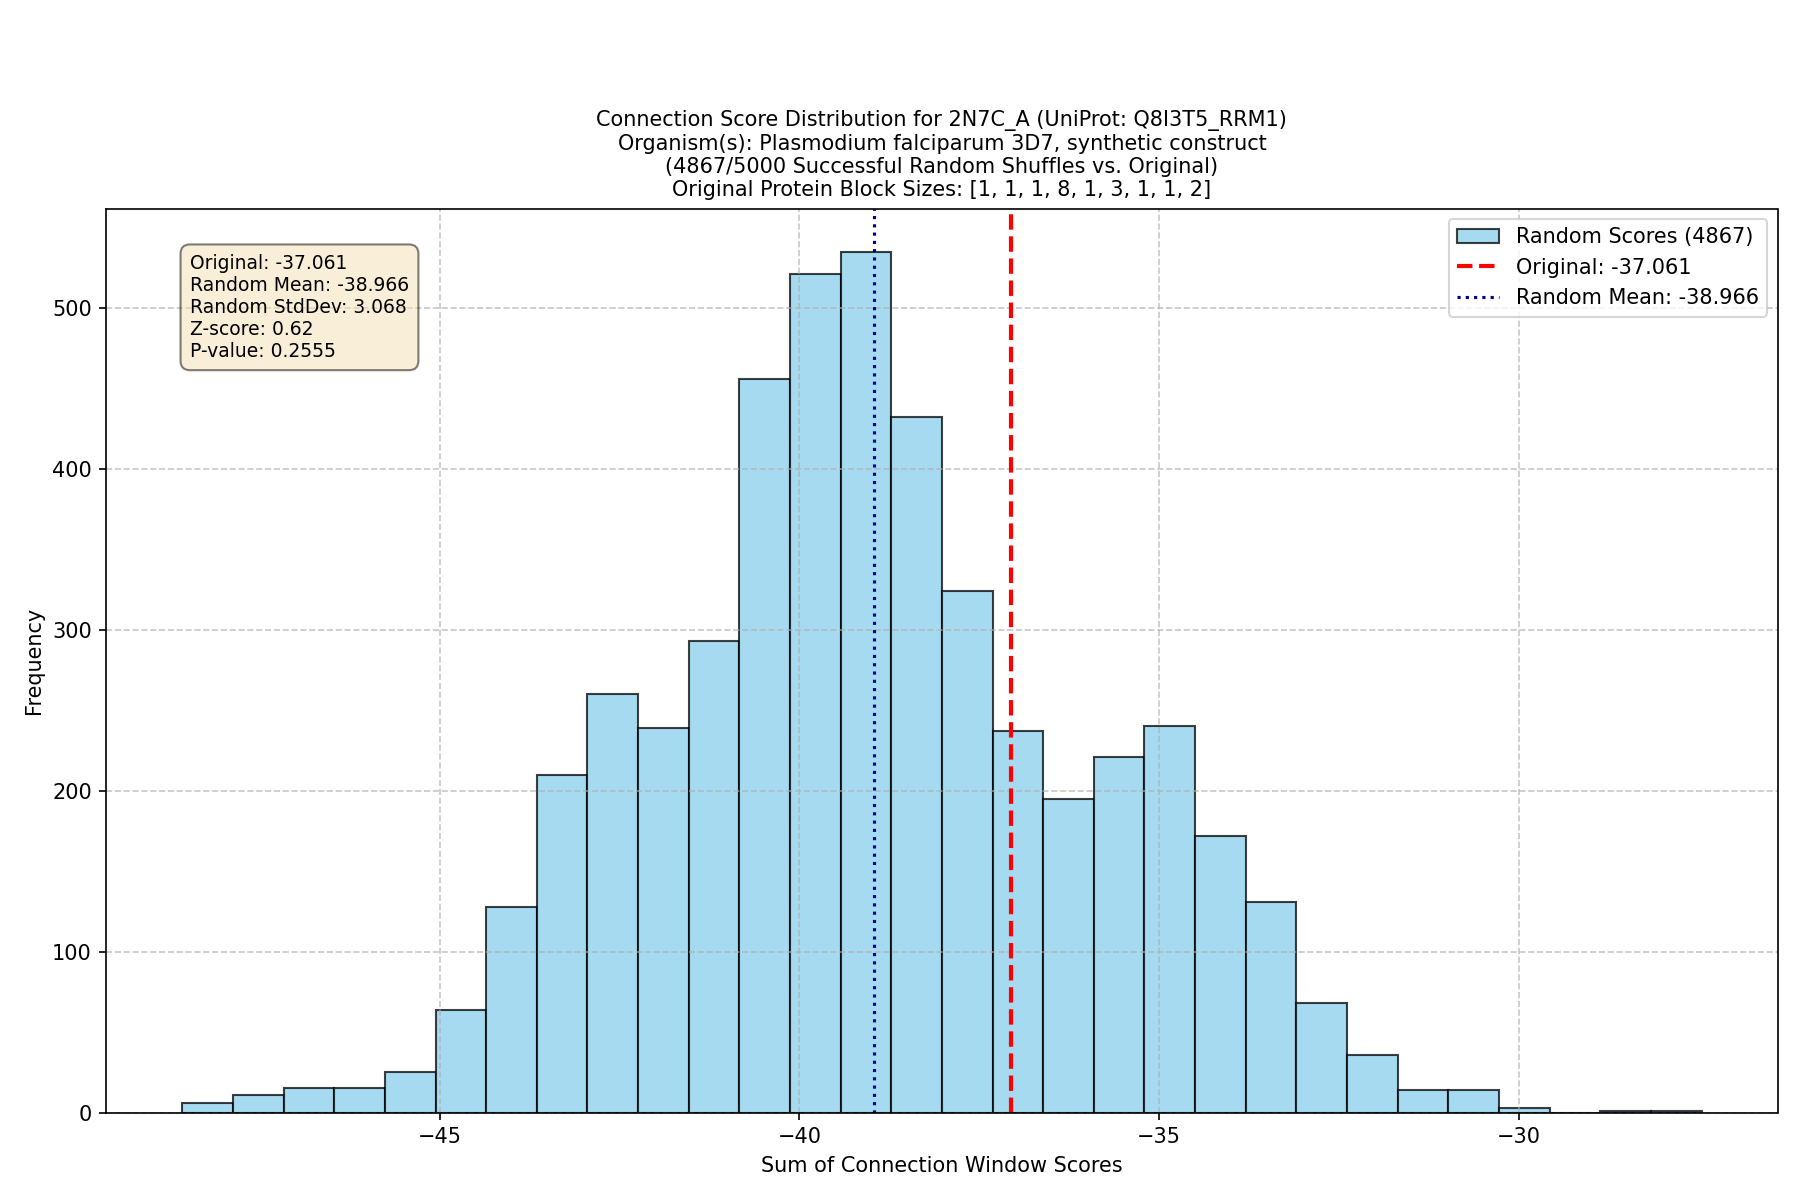 Connection Score Distribution for 2N7C_A (UniProt: Q8I3T5_RRM1)
Organism(s): Plasmodium falciparum 3D7, synthetic construct
(4867/5000 Successful Random Shuffles vs. Original)
Original Protein Block Sizes: [1, 1, 1, 8, 1, 3, 1, 1, 2]
Original: -37.061
Random Mean: -38.966
Random StdDev: 3.068
Z-score: 0.62
P-value: 0.2555
Random Scores (4867)
Original: -37.061
Random Mean: -38.966
Frequency
500
400
300
200
100
0
−45
−40
−35
−30
Sum of Connection Window Scores